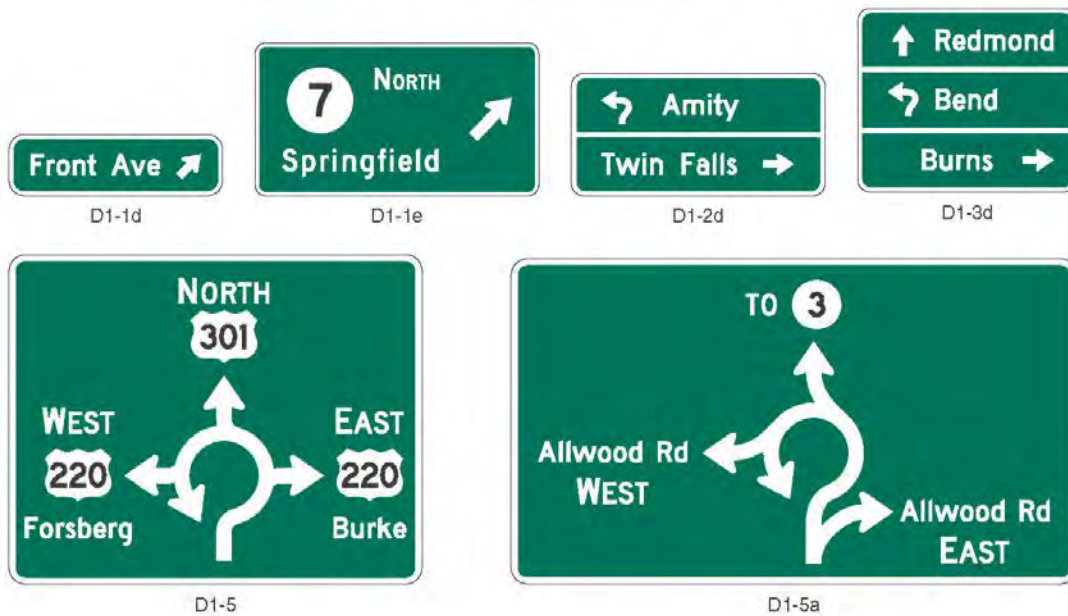 Front Ave
D1-1d
7 NORTH
Springfield
D1-1e
Amity
Twin Falls
D1-2d
Redmond
Bend
Burns
D1-3d
NORTH
301
WEST
220
Forsberg
EAST
220
Burke
D1-5
TO 3
Allwood Rd
WEST
Allwood Rd
EAST
D1-5a